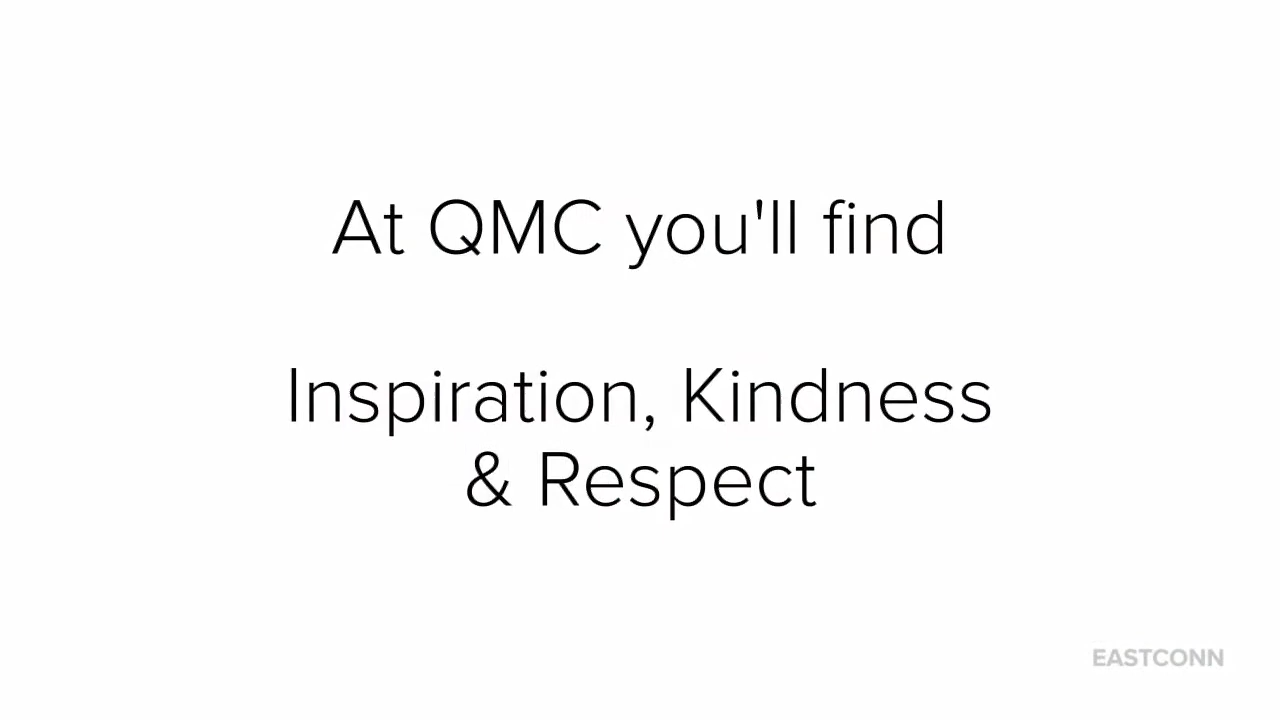 At QMC you'll find
Inspiration, Kindness
& Respect
EASTCONN